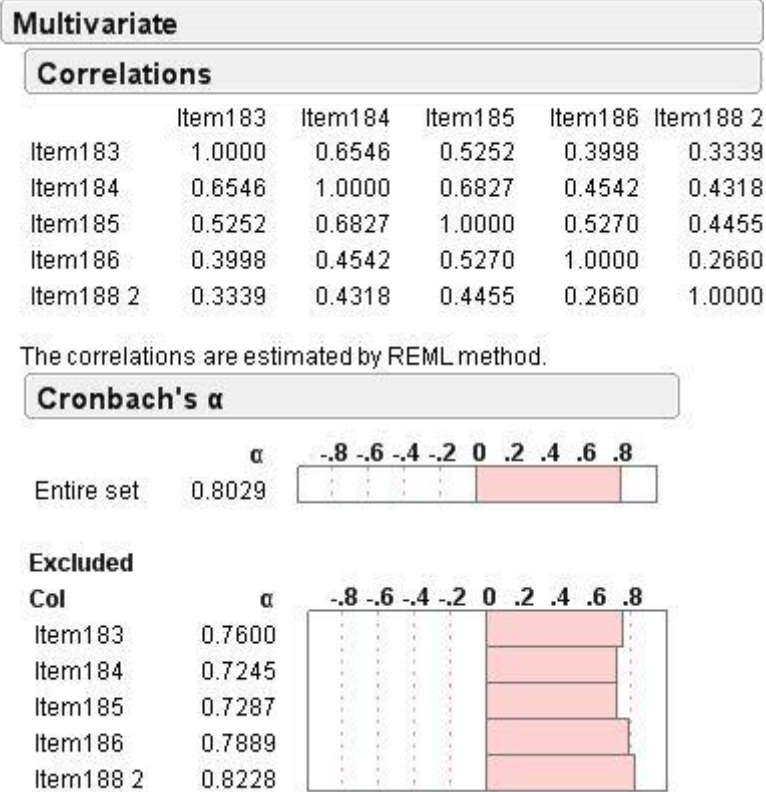 Multivariate
Correlations
Item183 Item184 Item185 Item186 Item188 2
Item183 1.0000 0.6546 0.5252 0.3998 0.3339
Item184 0.6546 1.0000 0.6827 0.4542 0.4318
Item185 0.5252 0.6827 1.0000 0.5270 0.4455
Item186 0.3998 0.4542 0.5270 1.0000 0.2660
Item188 2 0.3339 0.4318 0.4455 0.2660 1.0000
The correlations are estimated by REML method.
Cronbach's α
α -.8 -.6 -.4 -.2 0 .2 .4 .6 .8
Entire set 0.8029
Excluded
Col α -.8 -.6 -.4 -.2 0 .2 .4 .6 .8
Item183 0.7600
Item184 0.7245
Item185 0.7287
Item186 0.7889
Item188 2 0.8228